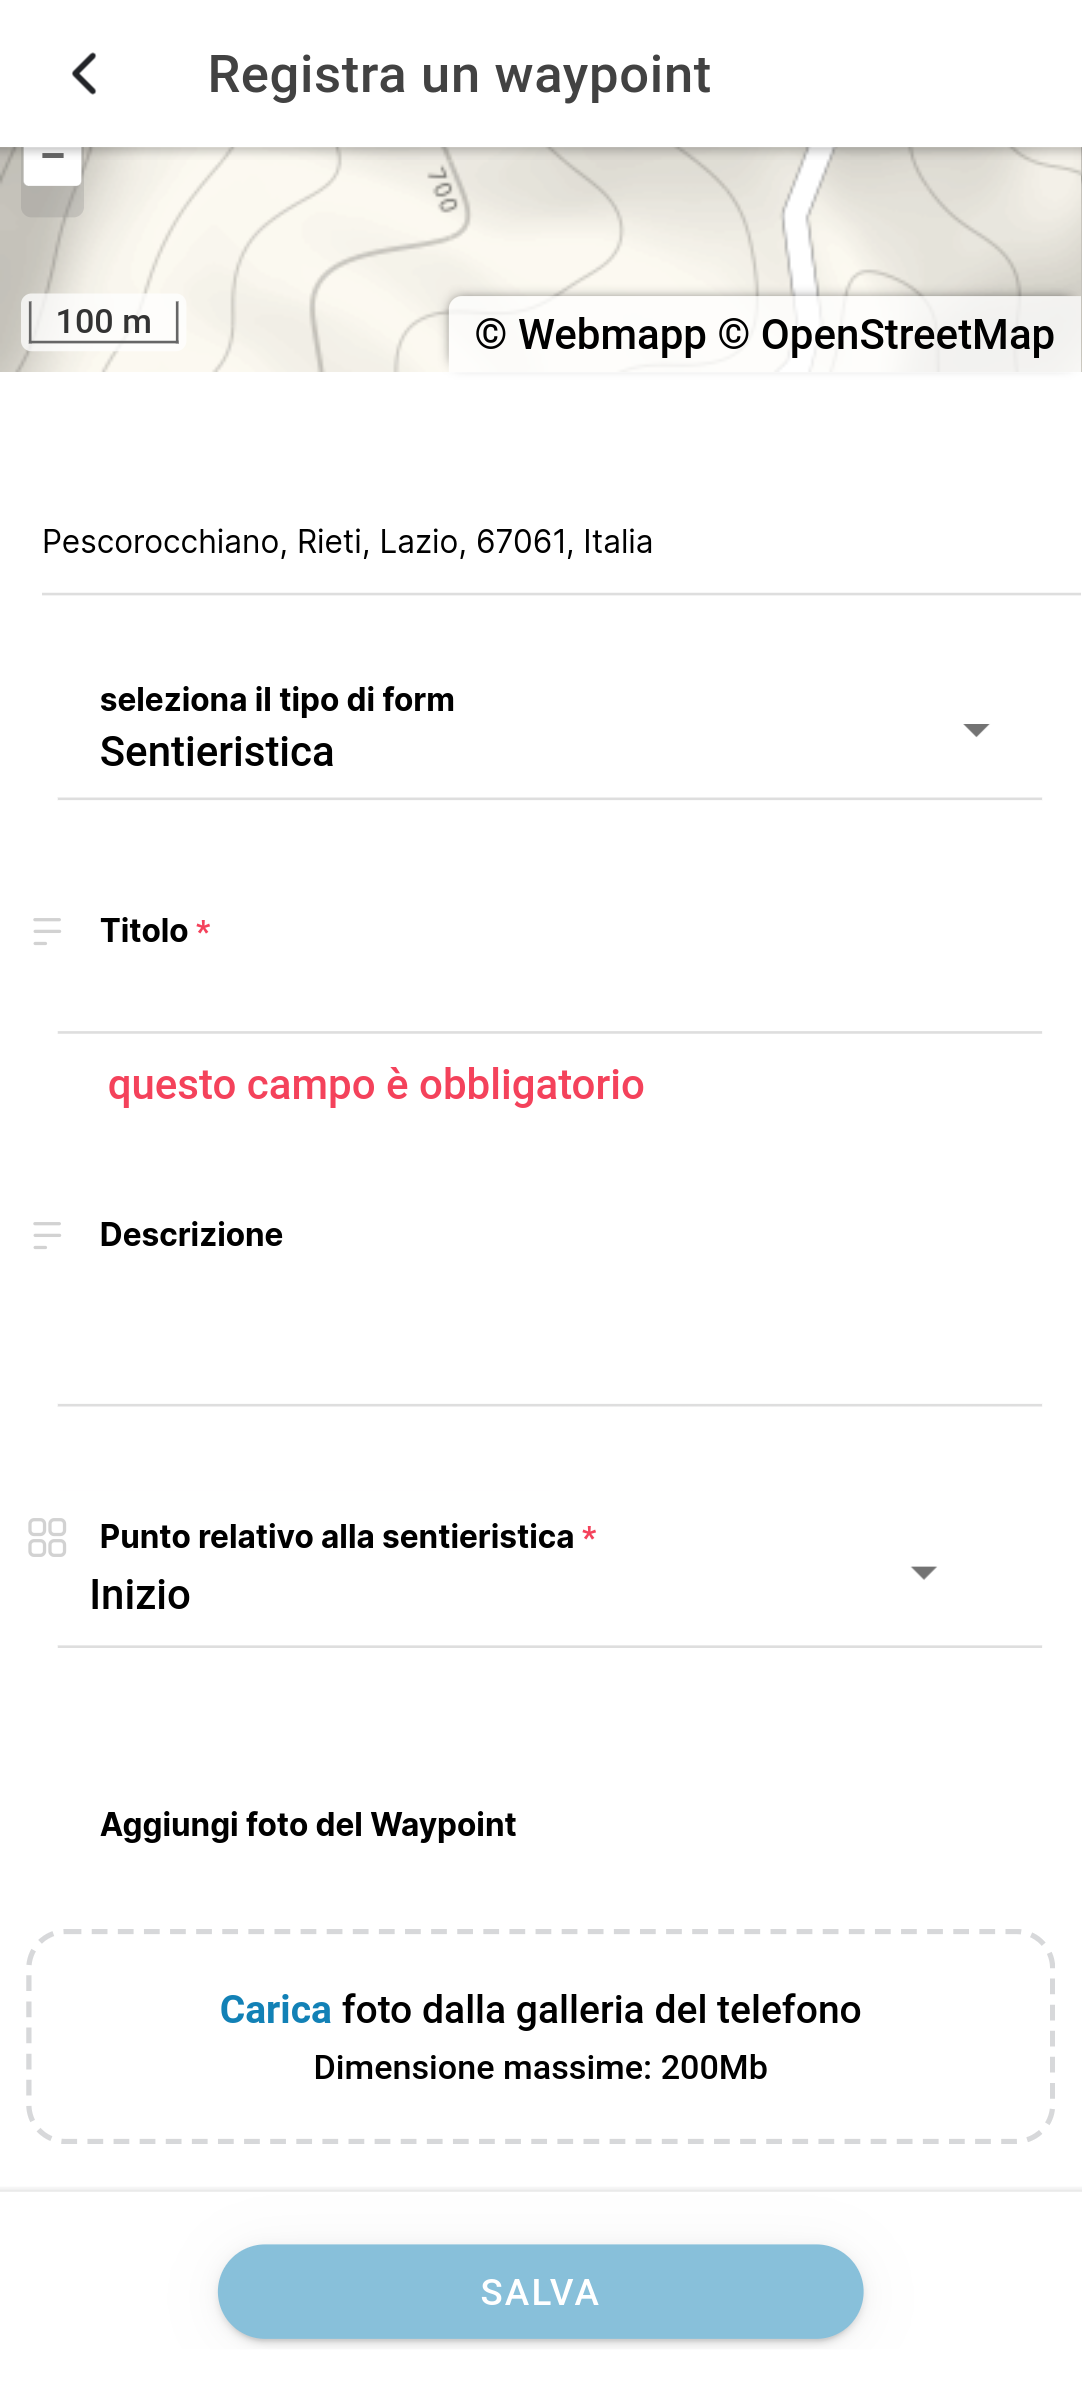 Registra un waypoint
700
100 m
© Webmapp © OpenStreetMap
Pescorocchiano, Rieti, Lazio, 67061, Italia
seleziona il tipo di form
Sentieristica
Titolo *
questo campo è obbligatorio
Descrizione
Punto relativo alla sentieristica *
Inizio
Aggiungi foto del Waypoint
Carica foto dalla galleria del telefono
Dimensione massime: 200Mb
SALVA